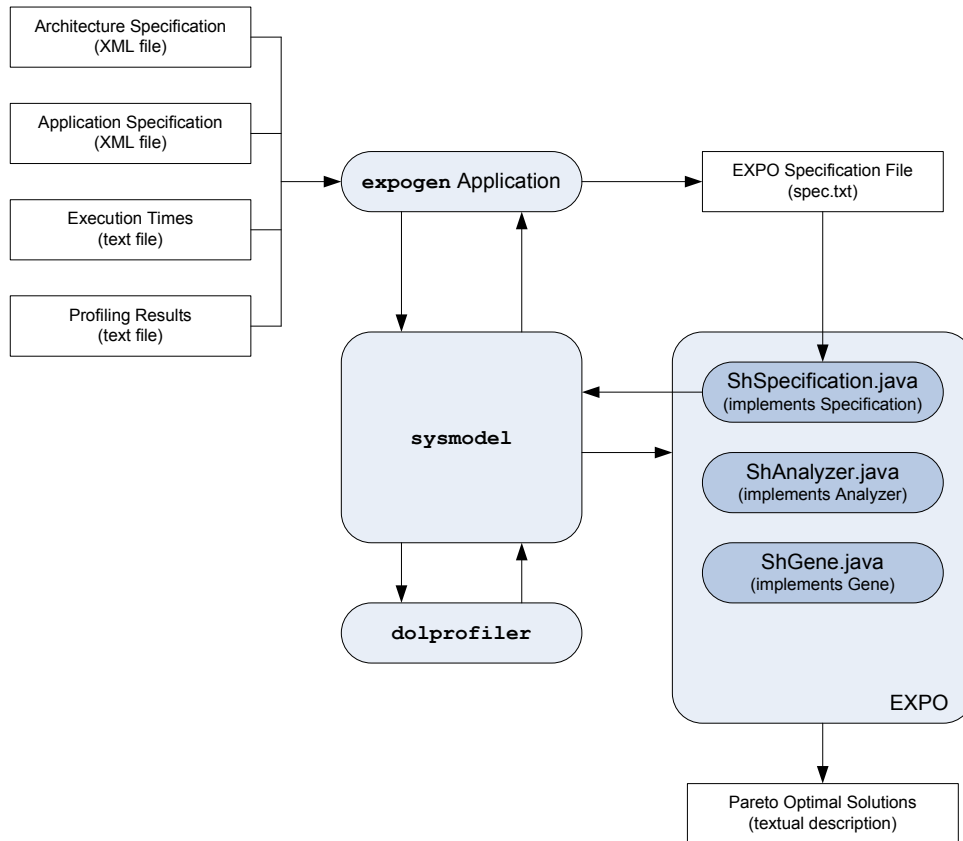 Architecture Specification
(XML file)
Application Specification
(XML file)
Execution Times
(text file)
Profiling Results
(text file)
expogen Application
EXPO Specification File
(spec.txt)
sysmodel
dolprofiler
ShSpecification.java
(implements Specification)
ShAnalyzer.java
(implements Analyzer)
ShGene.java
(implements Gene)
EXPO
Pareto Optimal Solutions
(textual description)